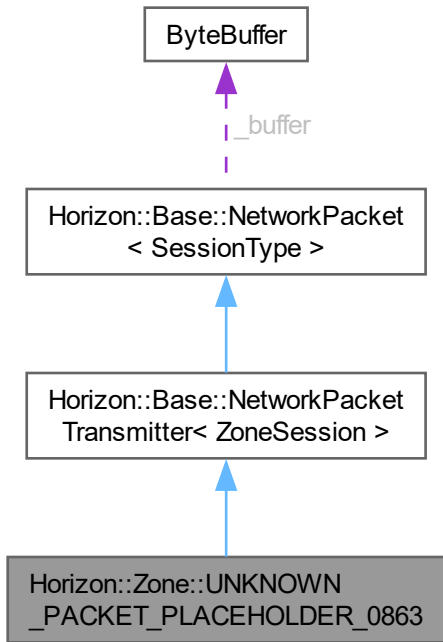 ByteBuffer
_buffer
Horizon::Base::NetworkPacket
< SessionType >
Horizon::Base::NetworkPacket
Transmitter< ZoneSession >
Horizon::Zone::UNKNOWN
_PACKET_PLACEHOLDER_0863